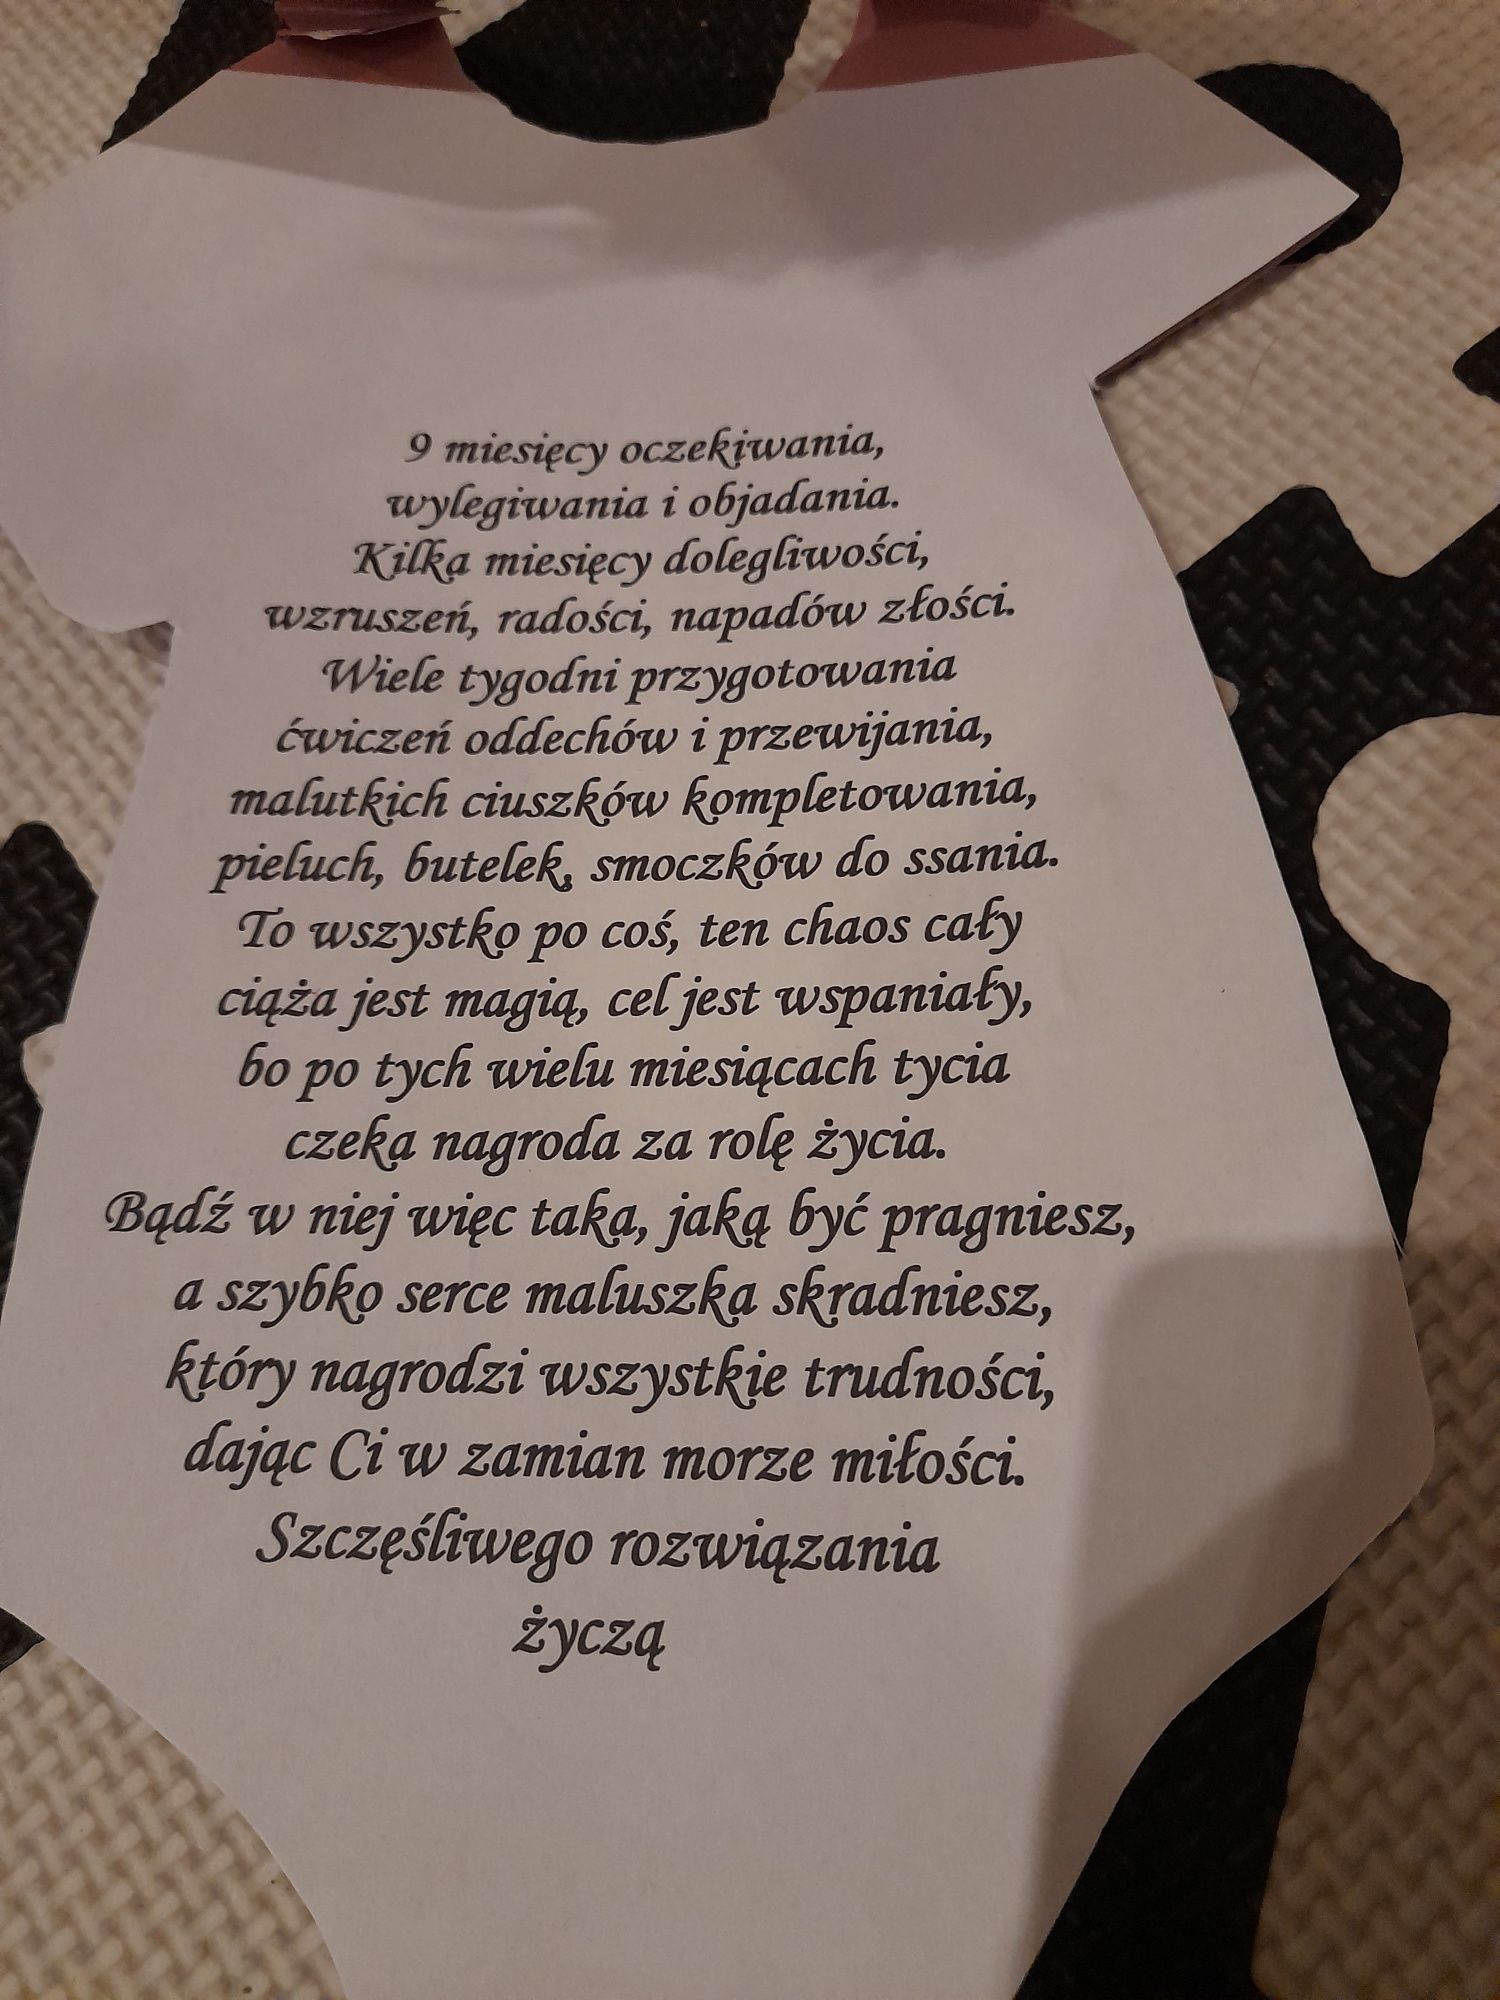 9 miesięcy oczekiwania,
wylegiwania i objadania.
Kilka miesięcy dolegliwości,
wzruszeń, radości, napadów złości.
Wiele tygodni przygotowania
ćwiczeń oddechów i przewijania,
malutkich ciuszków kompletowania,
pieluch, butelek, smoczków do ssania.
To wszystko po coś, ten chaos cały
ciąża jest magią, cel jest wspaniały,
bo po tych wielu miesiącach tycia
czeka nagroda za rolę życia.
Bądź w niej więc taka, jaką być pragniesz,
a szybko serce maluszka skradniesz,
który nagrodzi wszystkie trudności,
dając Ci w zamian morze miłości.
Szczęśliwego rozwiązania
życzą